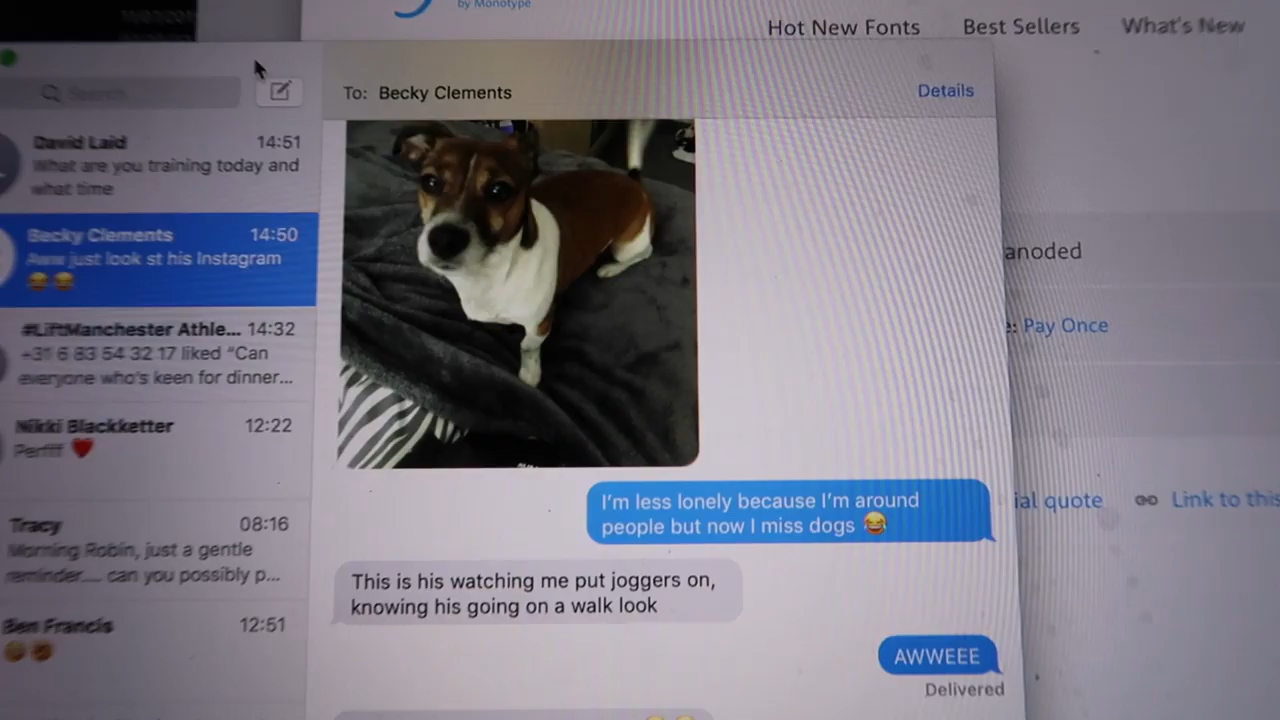 by Monotype
Hot New Fonts
Best Sellers
What's New
Search
To: Becky Clements
Details
David Laid
14:51
What are you training today and
what time
Becky Clements
14:50
Aww just look st his Instagram
😂😂
#LiftManchester Athle...
14:32
+31 6 83 54 32 17 liked “Can
everyone who's keen for dinner...
Nikki Blackketter
12:22
Perfff ❤️
Tracy
08:16
Morning Robin, just a gentle
reminder.... can you possibly p...
Ben Francis
12:51
I'm less lonely because I'm around
people but now I miss dogs 😂
This is his watching me put joggers on,
knowing his going on a walk look
AWWEEE
Delivered
anoded
e: Pay Once
ial quote
Link to this